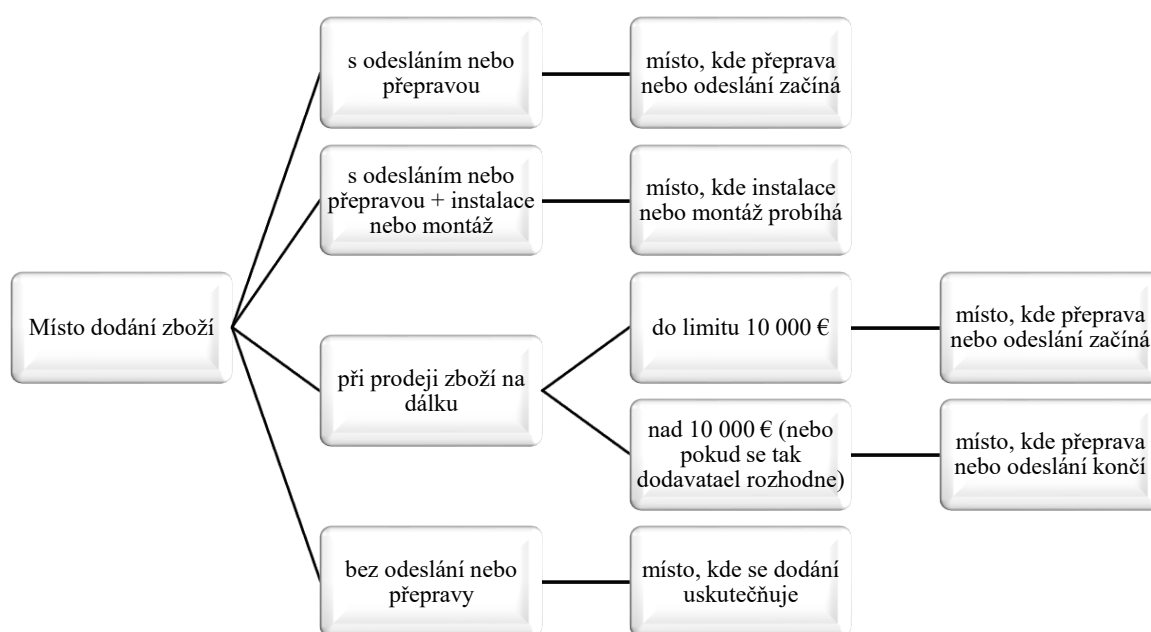 Místo dodání zboží
s odesláním nebo
přepravou
místo, kde přeprava
nebo odeslání začíná
s odesláním nebo
přepravou + instalace
nebo montáž
místo, kde instalace
nebo montáž probíhá
při prodeji zboží na
dálku
do limitu 10 000 €
místo, kde přeprava
nebo odeslání začíná
nad 10 000 € (nebo
pokud se tak
dodavatael rozhodne)
místo, kde přeprava
nebo odeslání končí
bez odeslání nebo
přepravy
místo, kde se dodání
uskutečňuje